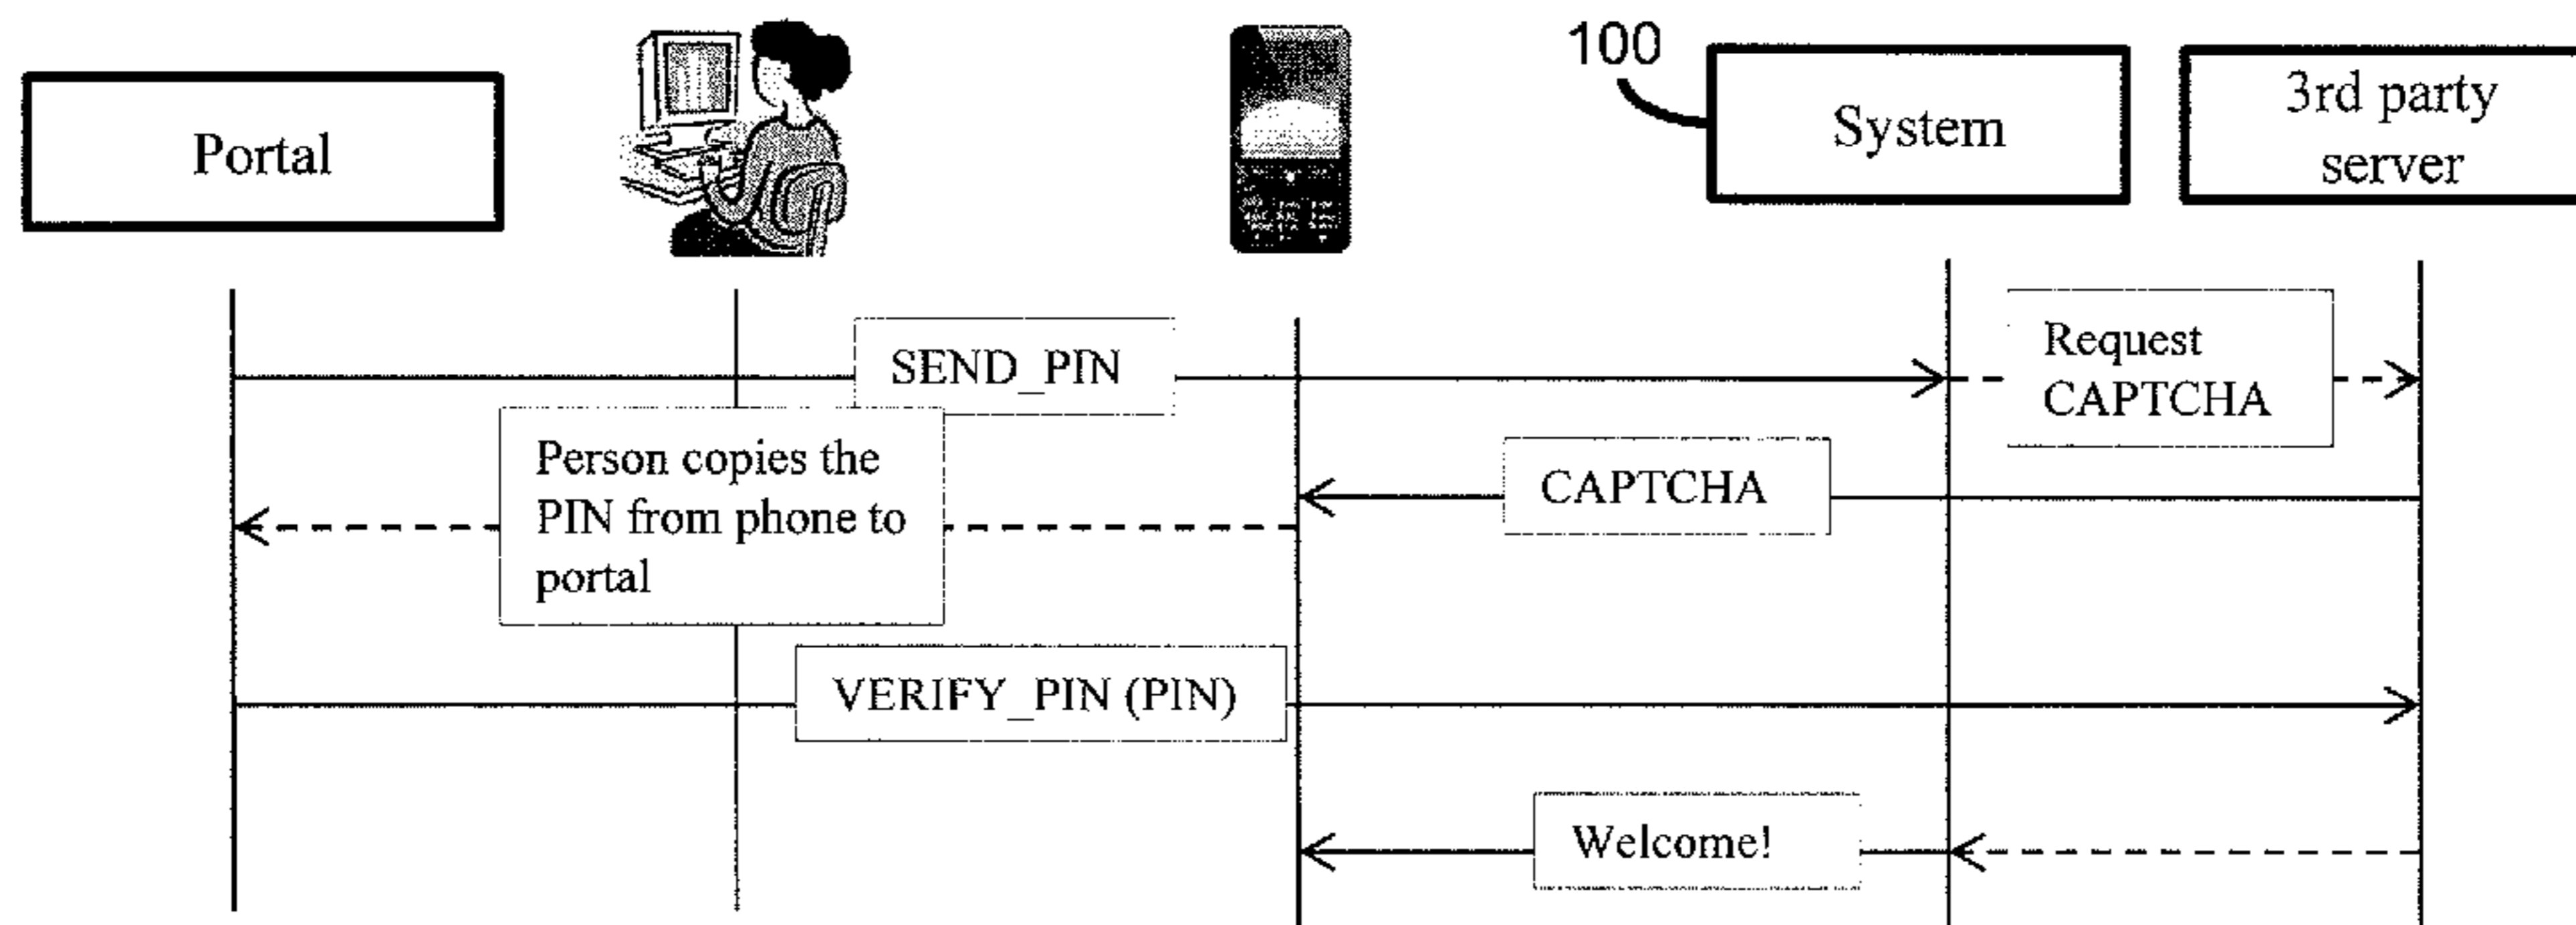 100
Portal
System
3rd party
server
SEND_PIN
Request
CAPTCHA
Person copies the
PIN from phone to
portal
CAPTCHA
VERIFY_PIN (PIN)
Welcome!